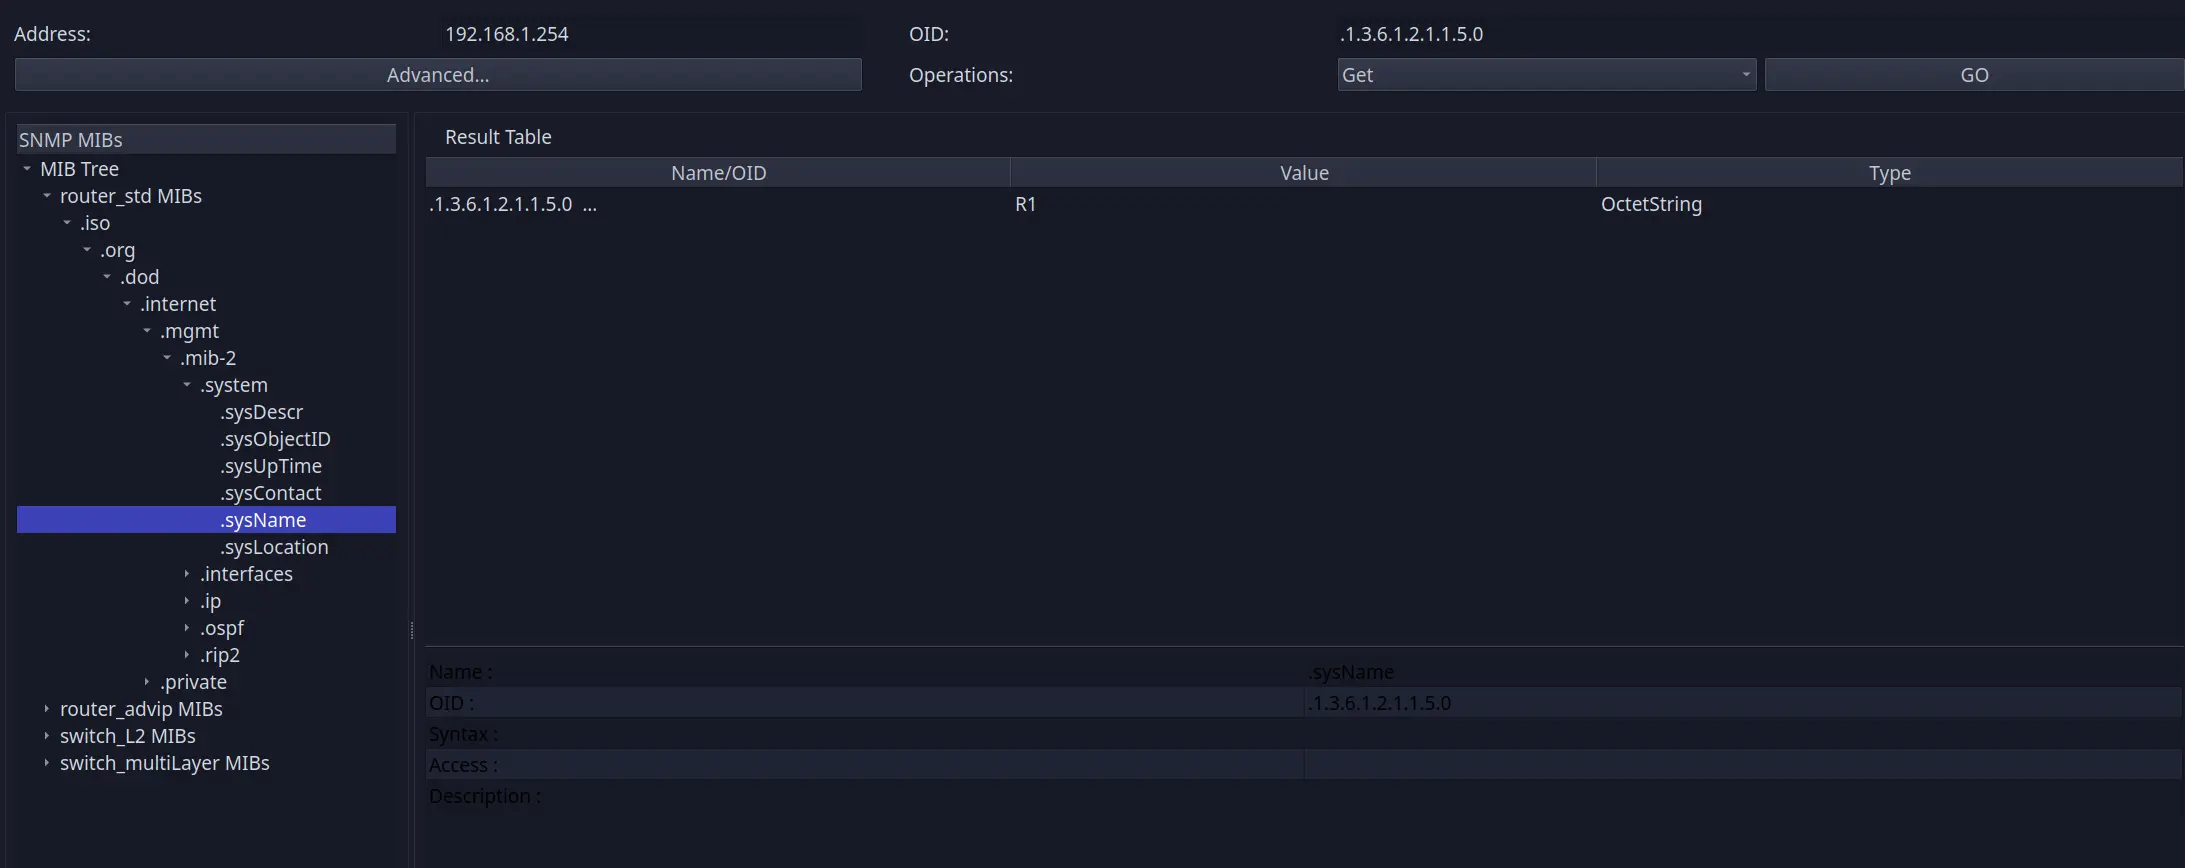 Address: 192.168.1.254 OID: .1.3.6.1.2.1.1.5.0
Advanced... Operations: Get GO
SNMP MIBs
MIB Tree
router_std MIBs
.iso
.org
.dod
.internet
.mgmt
.mib-2
.system
.sysDescr
.sysObjectID
.sysUpTime
.sysContact
.sysName
.sysLocation
.interfaces
.ip
.ospf
.rip2
.private
router_advip MIBs
switch_L2 MIBs
switch_multiLayer MIBs
Result Table
Name/OID Value Type
.1.3.6.1.2.1.1.5.0 ... R1 OctetString
Name : .sysName
OID : .1.3.6.1.2.1.1.5.0
Syntax :
Access :
Description :